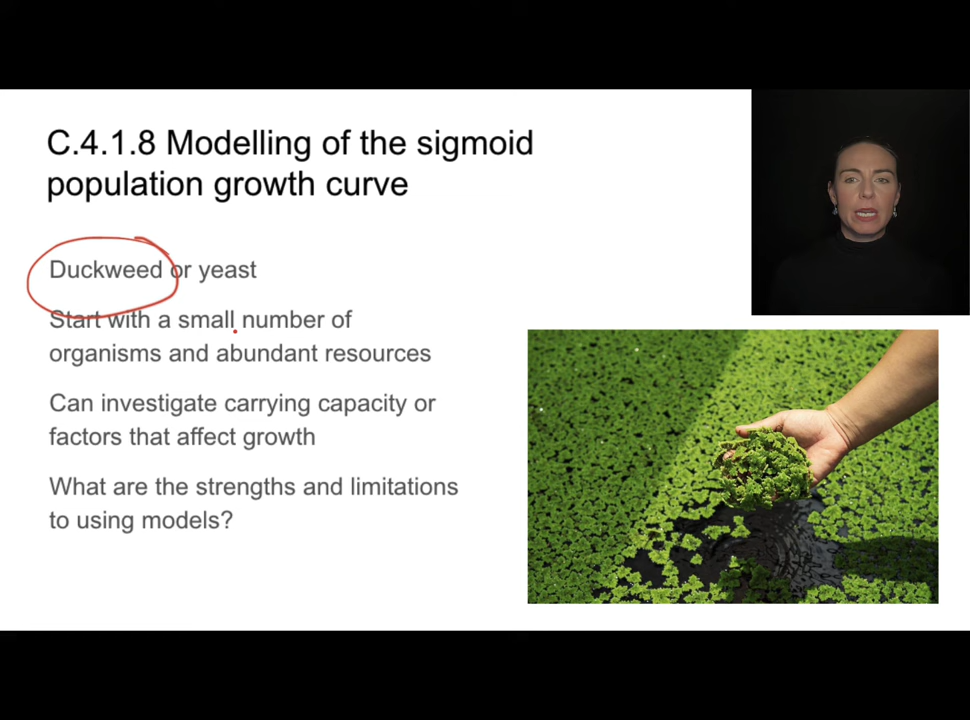 C.4.1.8 Modelling of the sigmoid
population growth curve
Duckweed or yeast
Start with a small number of
organisms and abundant resources
Can investigate carrying capacity or
factors that affect growth
What are the strengths and limitations
to using models?